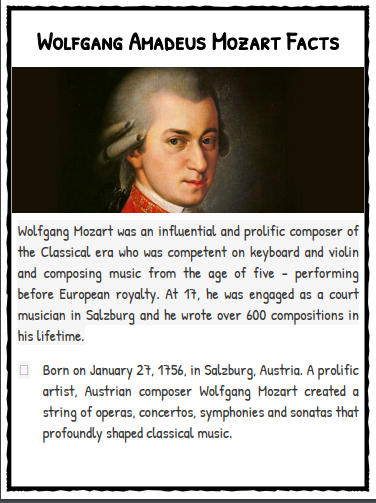 Wolfgang Amadeus Mozart Facts
Wolfgang Mozart was an influential and prolific composer of
the Classical era who was competent on keyboard and violin
and composing music from the age of five – performing
before European royalty. At 17, he was engaged as a court
musician in Salzburg and he wrote over 600 compositions in
his lifetime.
Born on January 27, 1756, in Salzburg, Austria. A prolific
artist, Austrian composer Wolfgang Mozart created a
string of operas, concertos, symphonies and sonatas that
profoundly shaped classical music.